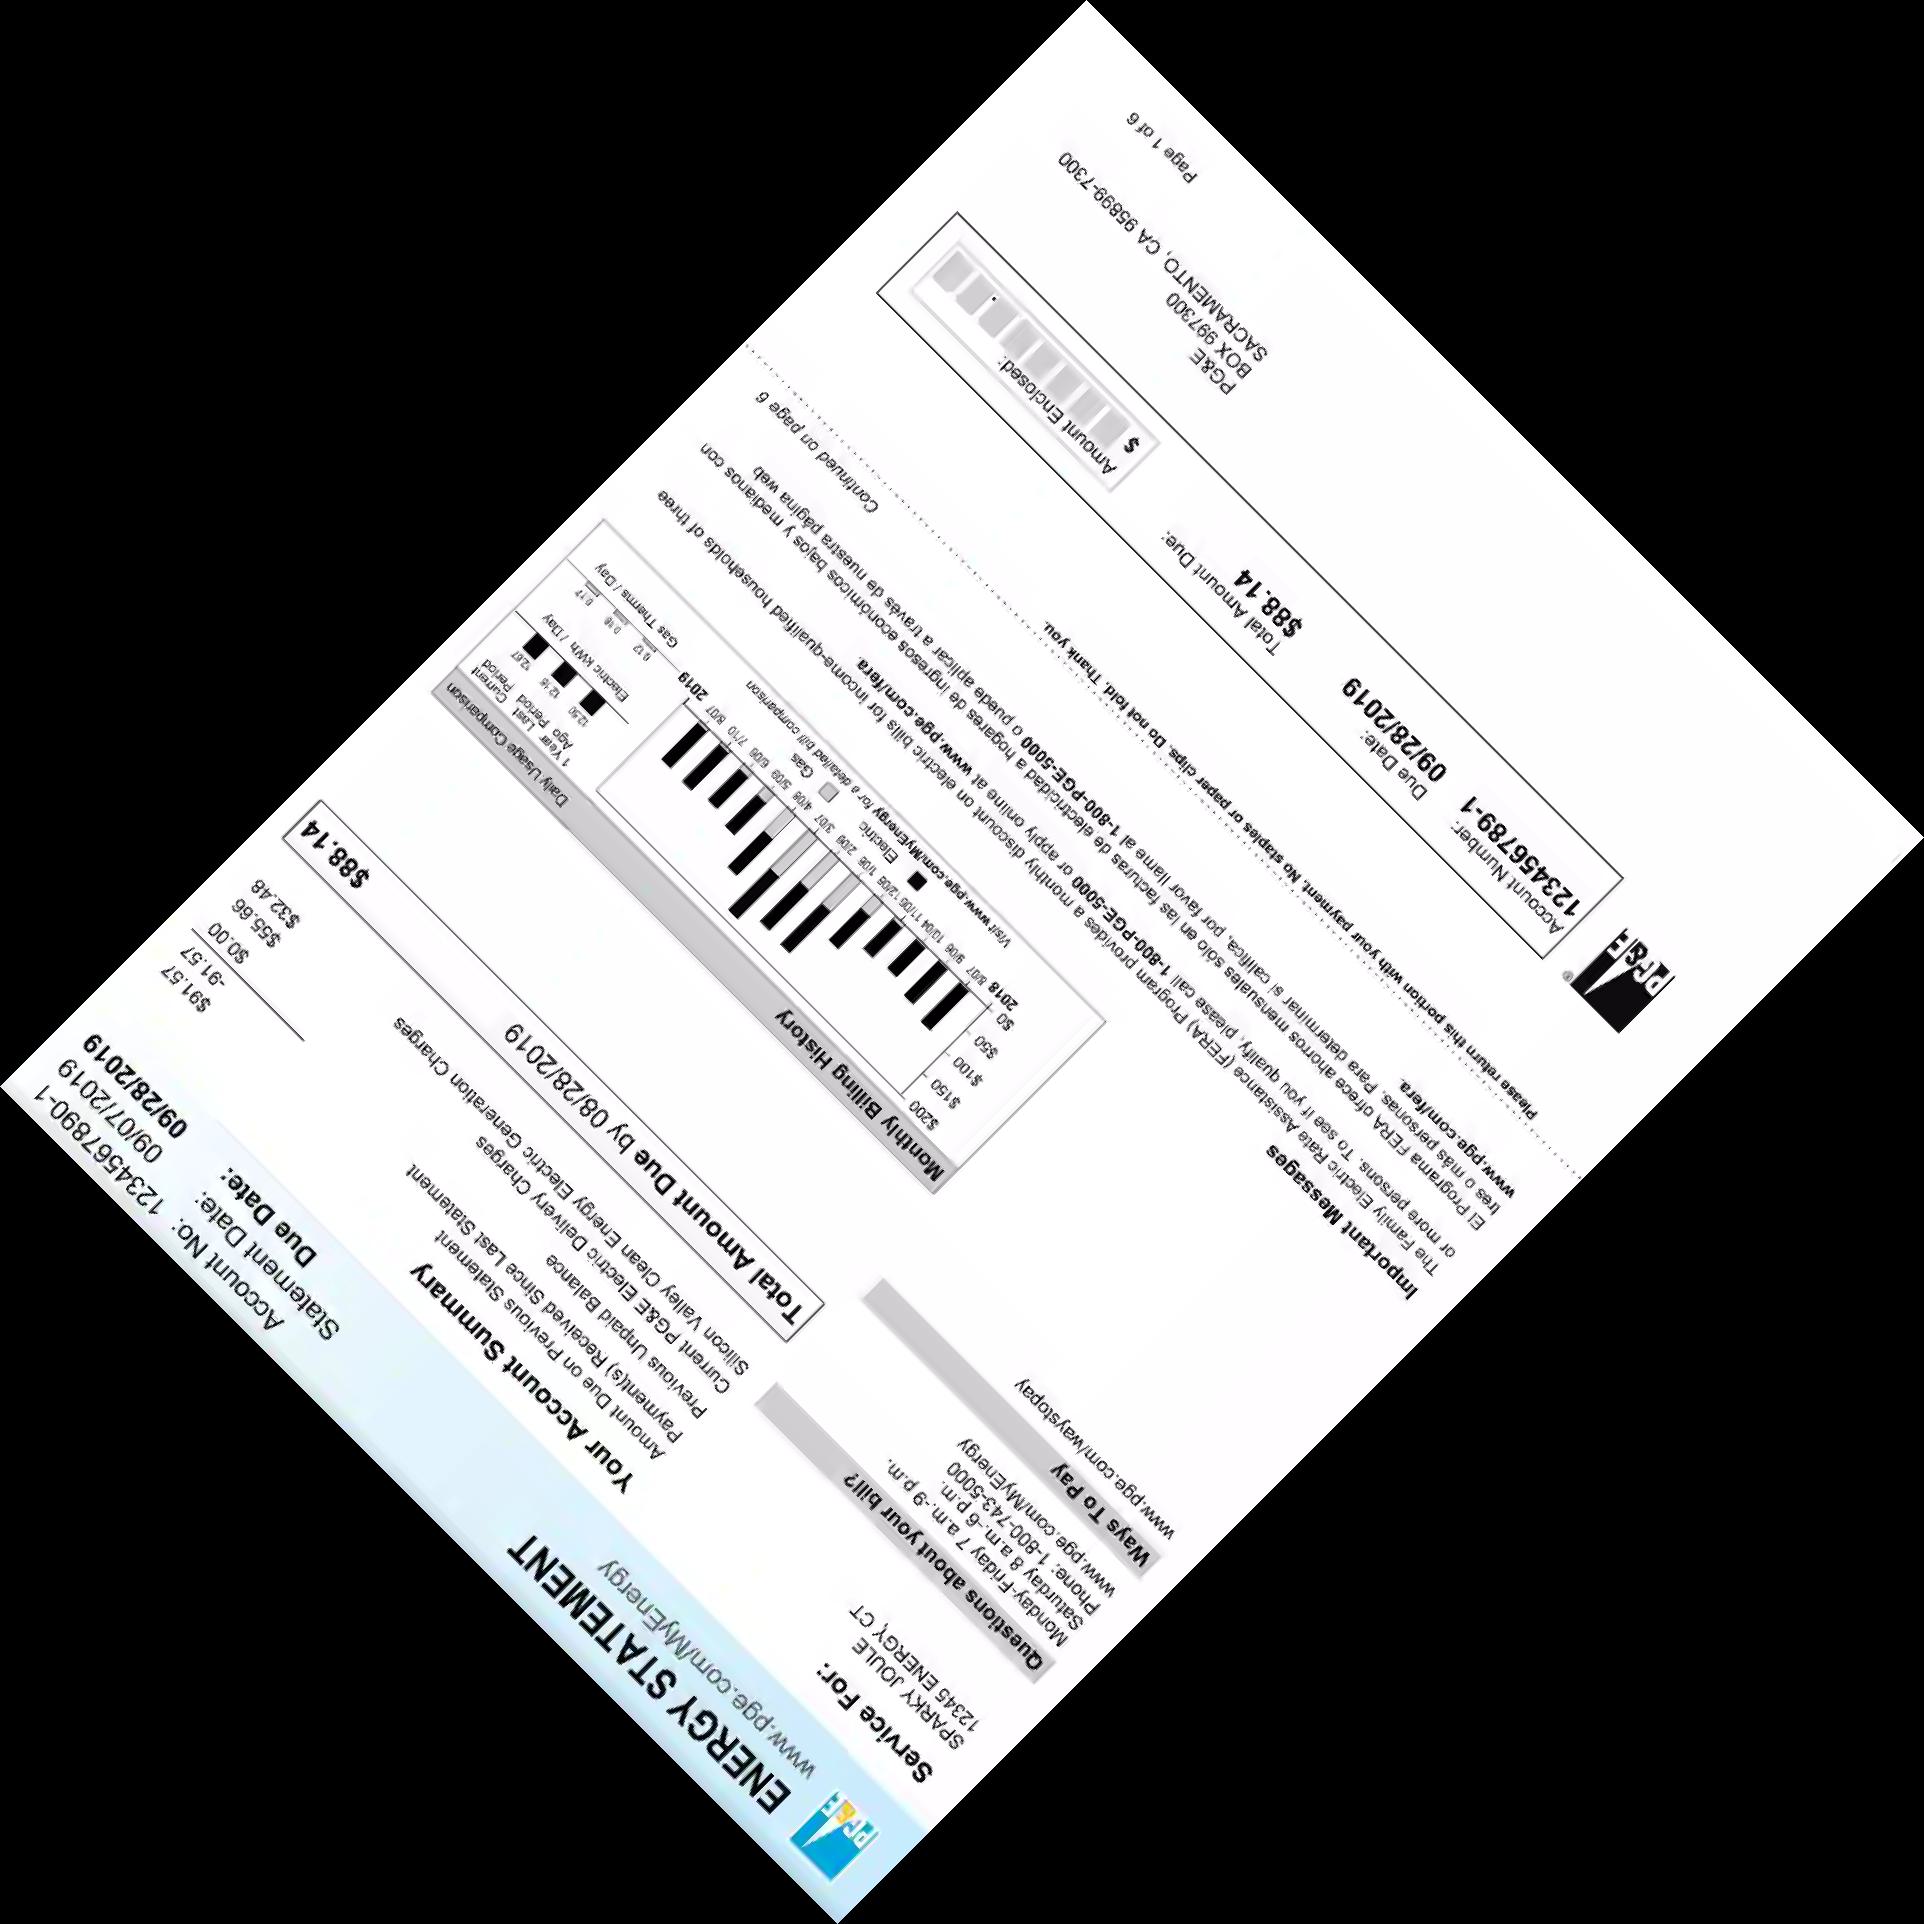 PG&E
ENERGY STATEMENT
www.pge.com/MyEnergy
Account No: 1234567890-1
Statement Date: 09/07/2019
Due Date: 09/28/2019
Service For:
SPARKY JOULE
12345 ENERGY CT
Questions about your bill?
Monday-Friday 7 a.m.-9 p.m.
Saturday 8 a.m.-6 p.m.
Phone: 1-800-743-5000
www.pge.com/MyEnergy
Ways To Pay
www.pge.com/waystopay
Your Account Summary
Amount Due on Previous Statement $91.57
Payment(s) Received Since Last Statement -91.57
Previous Unpaid Balance $0.00
Current PG&E Electric Delivery Charges $55.66
Silicon Valley Clean Energy Electric Generation Charges $32.48
Total Amount Due by 08/28/2019 $88.14
Monthly Billing History
Daily Usage Comparison
$200
$150
$100
$50
$0
2018 8/07 9/06 10/04 11/06 12/06 1/06 2/06 3/07 4/08 5/09 6/08 7/10 8/07 2019
Electric Gas
Visit www.pge.com/MyEnergy for a detailed bill comparison
1 Year Ago
Last Period
Current Period
12.50 12.15 12.67
Electric kWh / Day
0.12 0.16 0.17
Gas Therms / Day
Important Messages
The Family Electric Rate Assistance (FERA) Program provides a monthly discount on electric bills for income-qualified households of three
or more persons. To see if you qualify, please call 1-800-PGE-5000 or apply online at www.pge.com/fera.
El Programa FERA ofrece ahorros mensuales sólo en las facturas de electricidad a hogares de ingresos económicos bajos y medianos con
tres o más personas. Para determinar si califica, por favor llame al 1-800-PGE-5000 o puede aplicar a través de nuestra página web
www.pge.com/fera.
Continued on page 6
Please return this portion with your payment. No staples or paper clips. Do not fold. Thank you.
PG&E ®
Account Number:
123456789-1
Due Date:
09/28/2019
Total Amount Due:
$88.14
Amount Enclosed:
$ .
PG&E
BOX 997300
SACRAMENTO, CA 95899-7300
Page 1 of 6